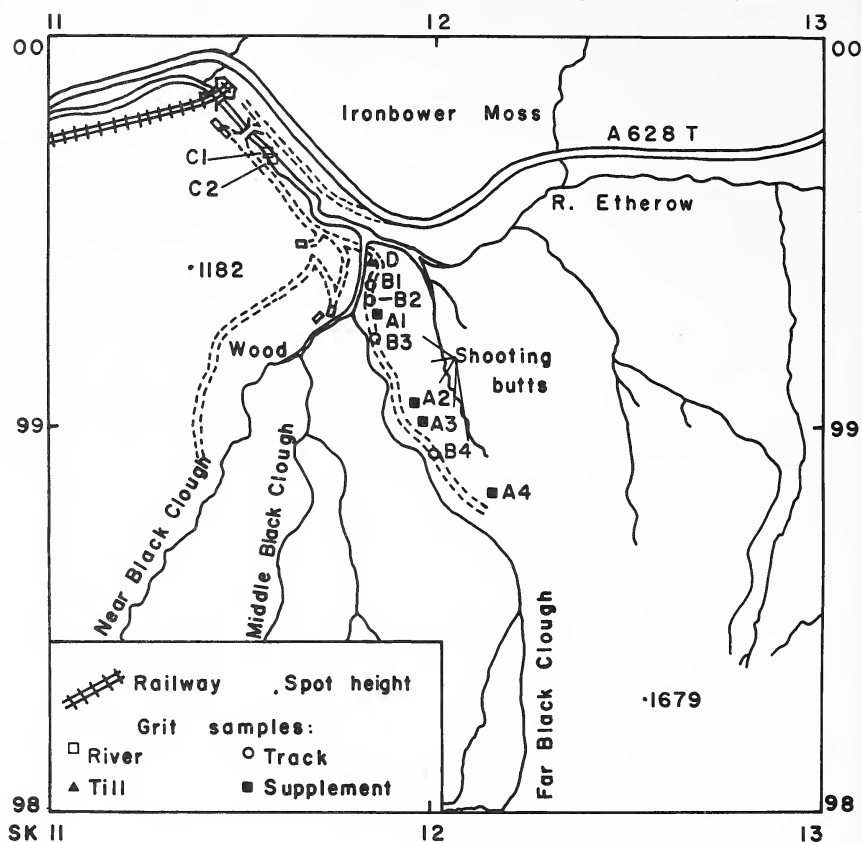 11 12 13
00 00
Ironbower Moss
A 628 T
C1
C2
R. Etherow
D
·1182
B1
B2
A1
B3
Wood
Shooting
butts
A2
99 A3 99
B4
A4
Near Black Clough
Middle Black Clough
Far Black Clough
Railway .Spot height
·1679
Grit samples:
River Track
Till Supplement
98 98
SK 11 12 13